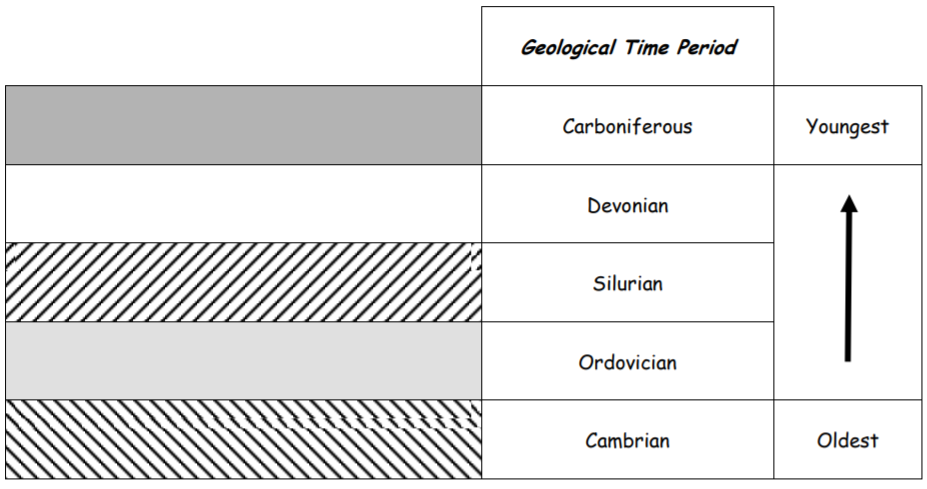 Geological Time Period
Carboniferous
Youngest
Devonian
Silurian
Ordovician
Cambrian
Oldest